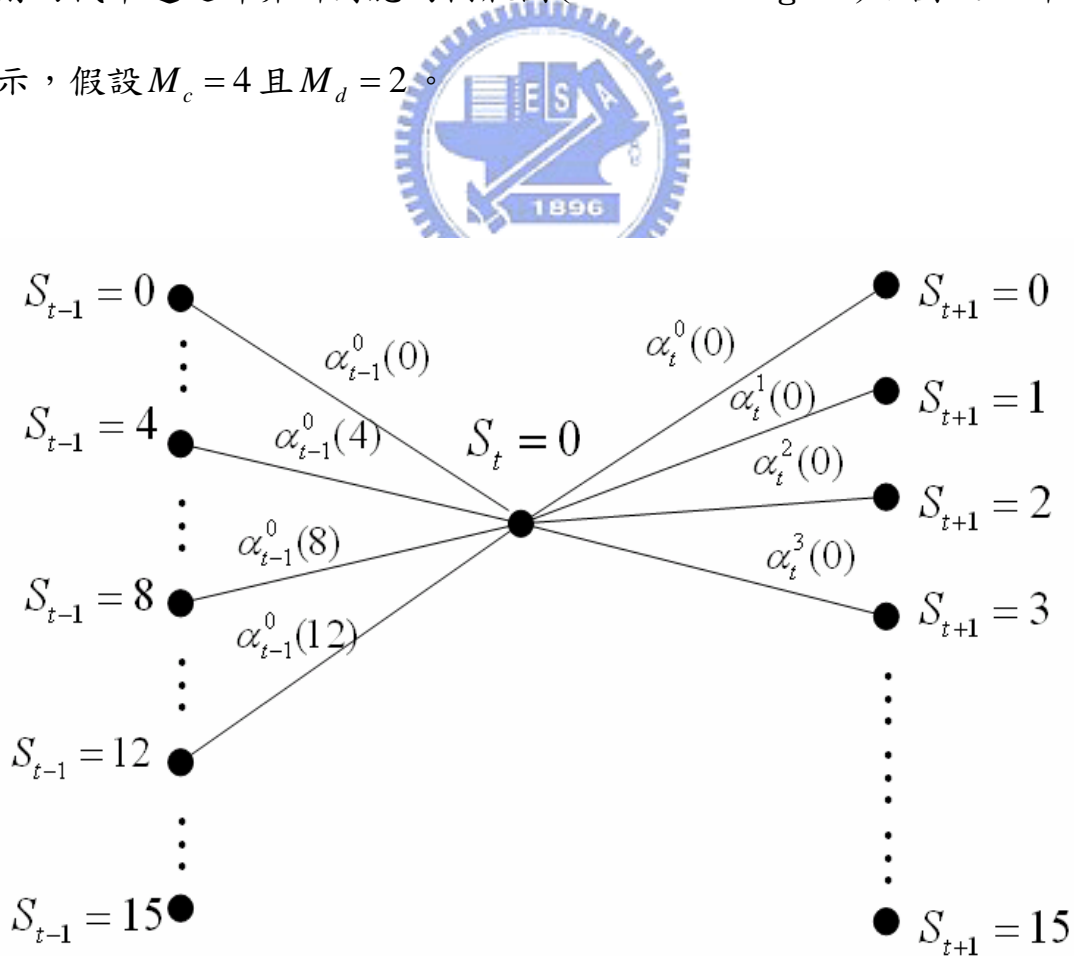 示，假設 M_c = 4 且 M_d = 2。
E S A
1896
S_{t-1} = 0
α_{t-1}^0(0)
α_t^0(0)
S_{t+1} = 0
S_{t-1} = 4
α_{t-1}^0(4)
S_t = 0
α_t^1(0)
S_{t+1} = 1
α_t^2(0)
S_{t+1} = 2
S_{t-1} = 8
α_{t-1}^0(8)
α_t^3(0)
S_{t+1} = 3
α_{t-1}^0(12)
S_{t-1} = 12
S_{t-1} = 15
S_{t+1} = 15